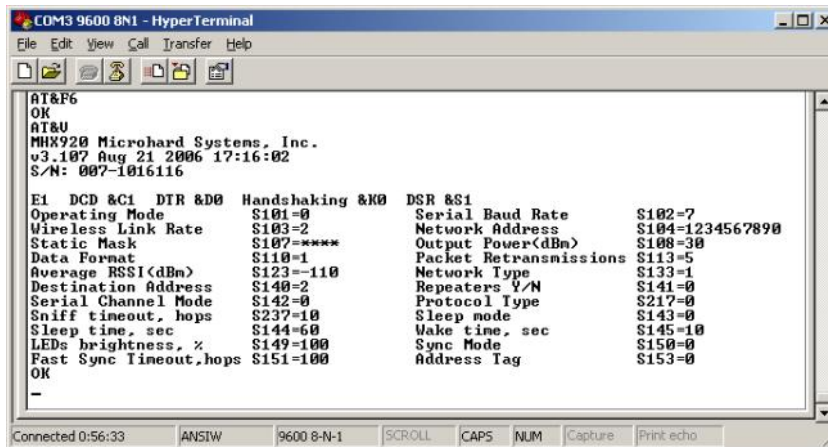 COM3 9600 8N1 - HyperTerminal
File Edit View Call Transfer Help
AT&F6
OK
AT&V
MHX920 Microhard Systems, Inc.
v3.107 Aug 21 2006 17:16:02
S/N: 007-1016116
E1 DCD &C1 DTR &D0 Handshaking &K0 DSR &S1
Operating Mode S101=0 Serial Baud Rate S102=7
Wireless Link Rate S103=2 Network Address S104=1234567890
Static Mask S107=**** Output Power(dBm) S108=30
Data Format S110=1 Packet Retransmissions S113=5
Average RSSI(dBm) S123=-110 Network Type S133=1
Destination Address S140=2 Repeaters Y/N S141=0
Serial Channel Mode S142=0 Protocol Type S217=0
Sniff timeout, hops S237=10 Sleep mode S143=0
Sleep time, sec S144=60 Wake time, sec S145=10
LEDs brightness, % S149=100 Sync Mode S150=0
Fast Sync Timeout,hops S151=100 Address Tag S153=0
OK
_
Connected 0:56:33 ANSIW 9600 8-N-1 SCROLL CAPS NUM Capture Print echo